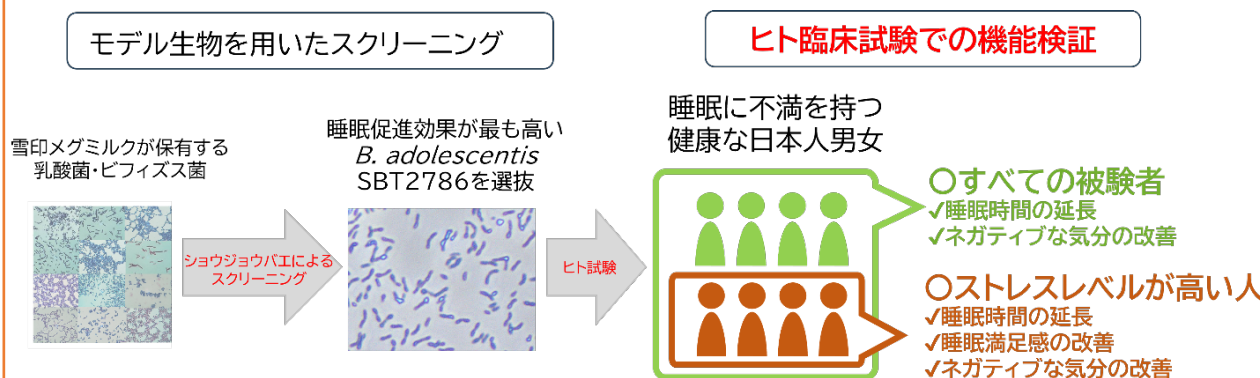 モデル生物を用いたスクリーニング
ヒト臨床試験での機能検証
雪印メグミルクが保有する
乳酸菌・ビフィズス菌
ショウジョウバエによる
スクリーニング
睡眠促進効果が最も高い
B. adolescentis
SBT2786を選抜
ヒト試験
睡眠に不満を持つ
健康な日本人男女
〇すべての被験者
✓睡眠時間の延長
✓ネガティブな気分の改善
〇ストレスレベルが高い人
✓睡眠時間の延長
✓睡眠満足感の改善
✓ネガティブな気分の改善